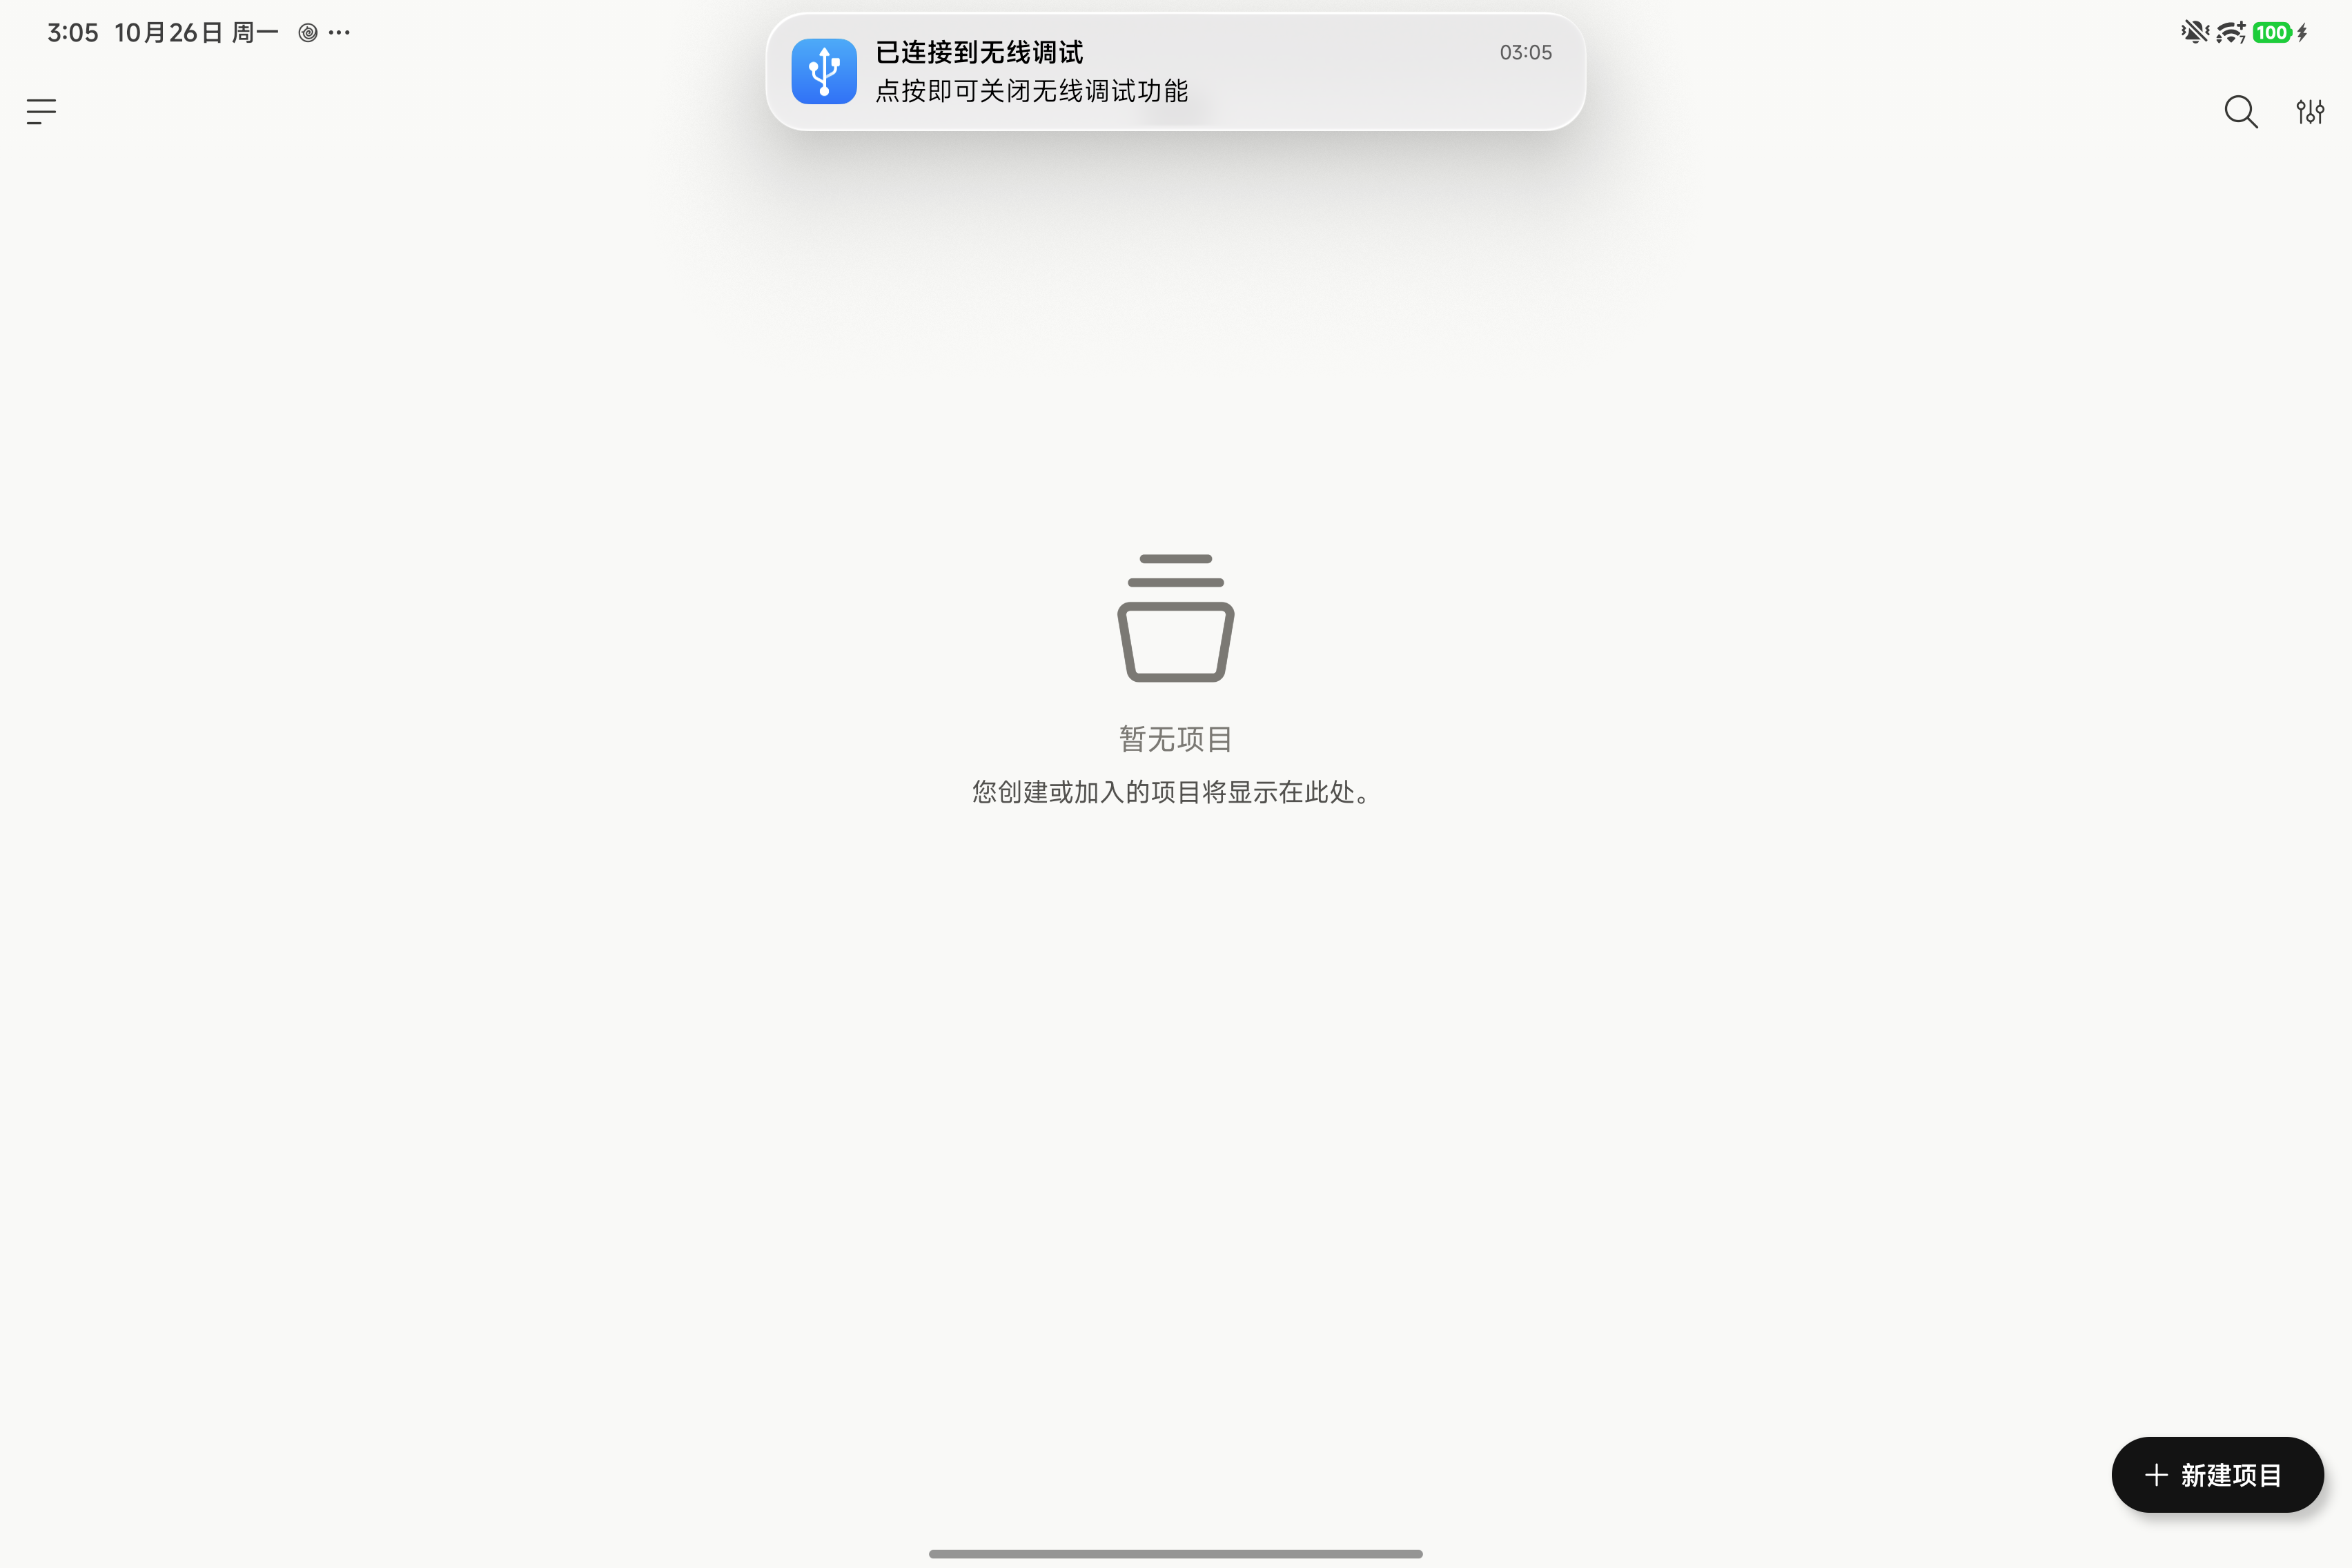 3:05 10月26日 周一
100
7
已连接到无线调试
03:05
点按即可关闭无线调试功能
暂无项目
您创建或加入的项目将显示在此处。
新建项目